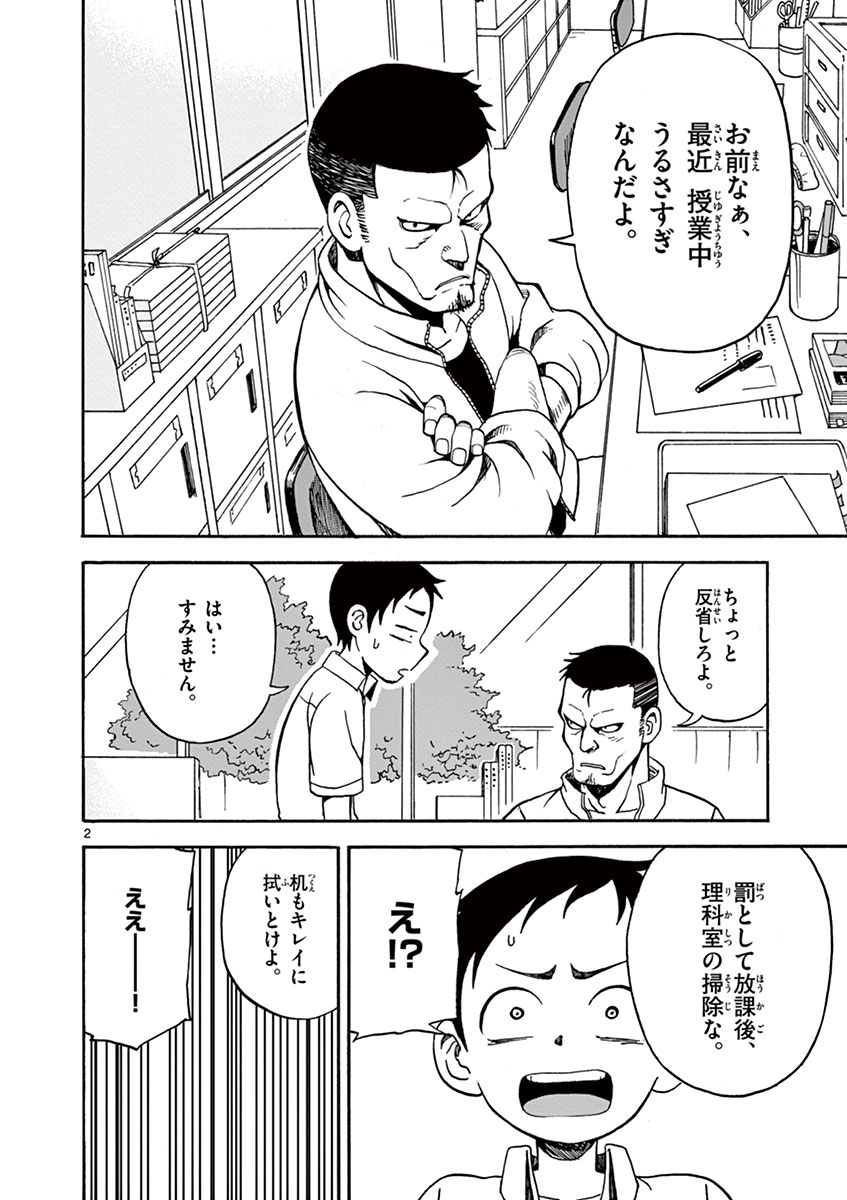 お前なぁ、
最近 授業中
うるさすぎ
なんだよ。
ちょっと
反省しろよ。
はい…
すみません。
2
罰として放課後、
理科室の掃除な。
え!?
机もキレイに
拭いとけよ。
ええ――!